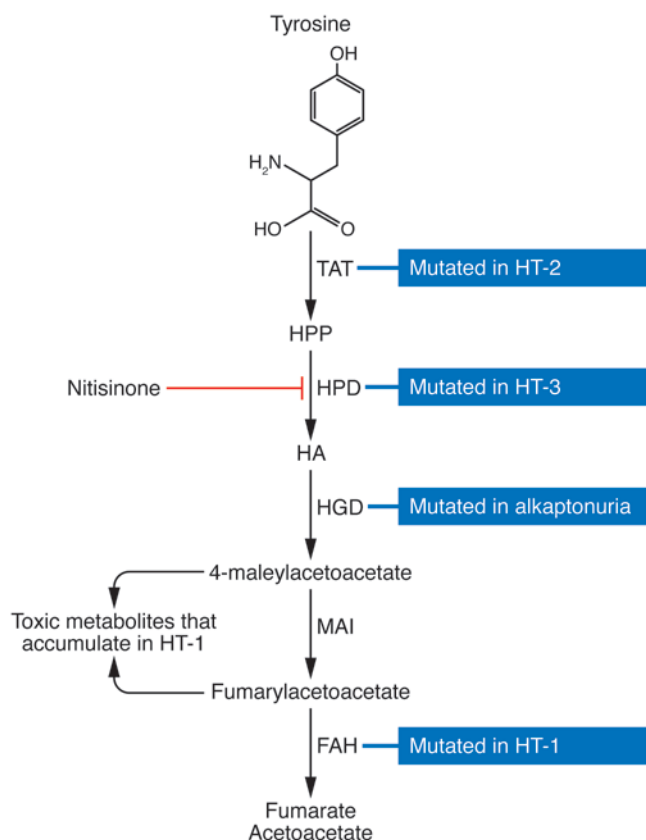 Tyrosine
OH
H2N
HO
O
TAT
Mutated in HT-2
HPP
Nitisinone
HPD
Mutated in HT-3
HA
HGD
Mutated in alkaptonuria
4-maleylacetoacetate
Toxic metabolites that
accumulate in HT-1
MAI
Fumarylacetoacetate
FAH
Mutated in HT-1
Fumarate
Acetoacetate